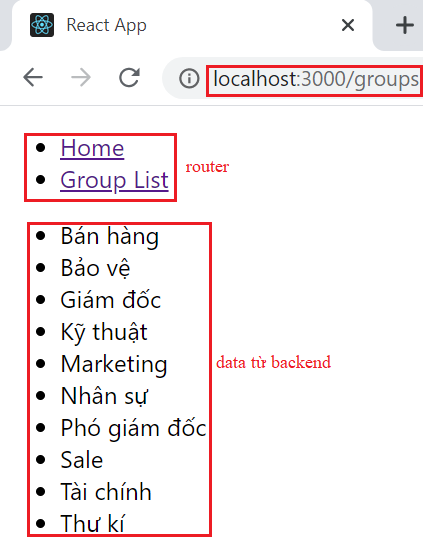 React App
localhost:3000/groups
Home
Group List
router
Bán hàng
Bảo vệ
Giám đốc
Kỹ thuật
Marketing
data từ backend
Nhân sự
Phó giám đốc
Sale
Tài chính
Thư kí